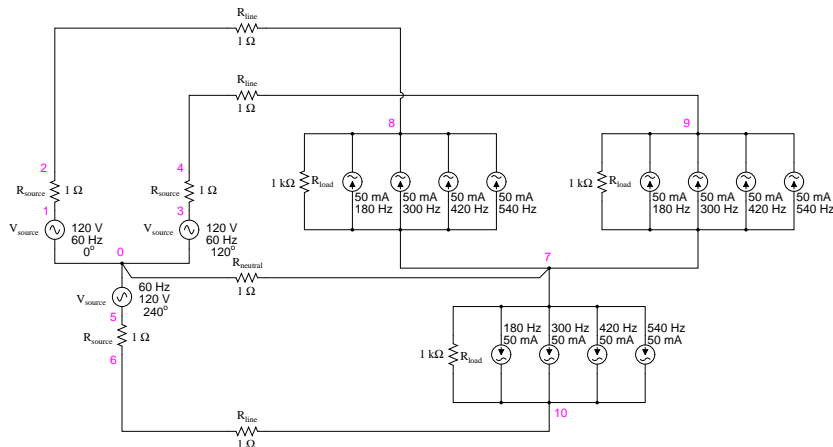 R_line
1 Ω
R_line
1 Ω
8
9
2
4
R_source
1 Ω
R_source
1 Ω
1 kΩ
R_load
50 mA
180 Hz
50 mA
300 Hz
50 mA
420 Hz
50 mA
540 Hz
1 kΩ
R_load
50 mA
180 Hz
50 mA
300 Hz
50 mA
420 Hz
50 mA
540 Hz
1
3
V_source
120 V
60 Hz
0°
V_source
120 V
60 Hz
120°
0
R_neutral
1 Ω
7
V_source
60 Hz
120 V
240°
5
R_source
1 Ω
6
1 kΩ
R_load
180 Hz
50 mA
300 Hz
50 mA
420 Hz
50 mA
540 Hz
50 mA
R_line
1 Ω
10